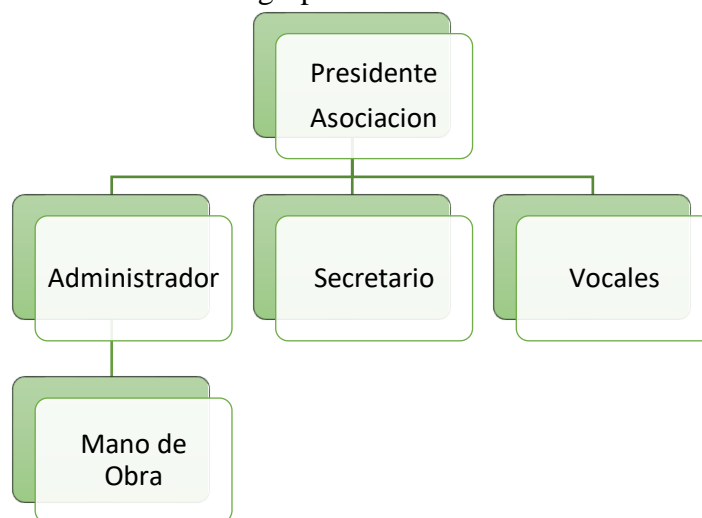 Presidente
Asociacion
Administrador
Secretario
Vocales
Mano de
Obra